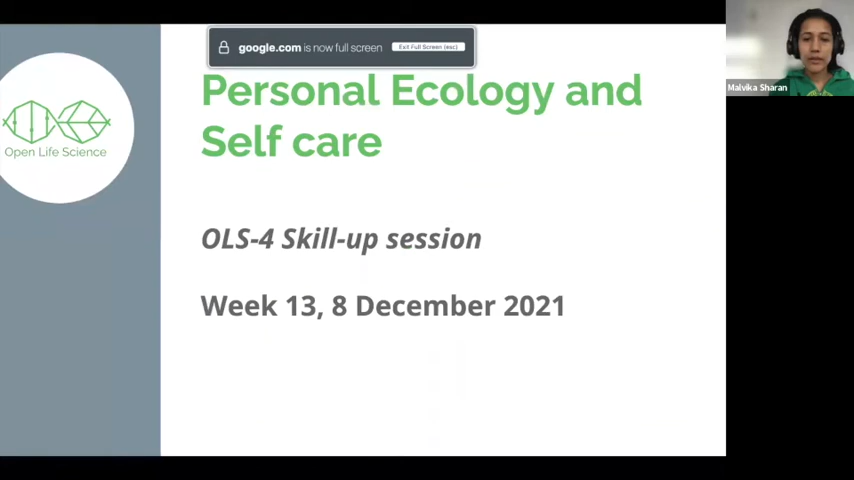 google.com is now full screen
Exit Full Screen (esc)
Malvika Sharan
Personal Ecology and
Self care
Open Life Science
OLS-4 Skill-up session
Week 13, 8 December 2021